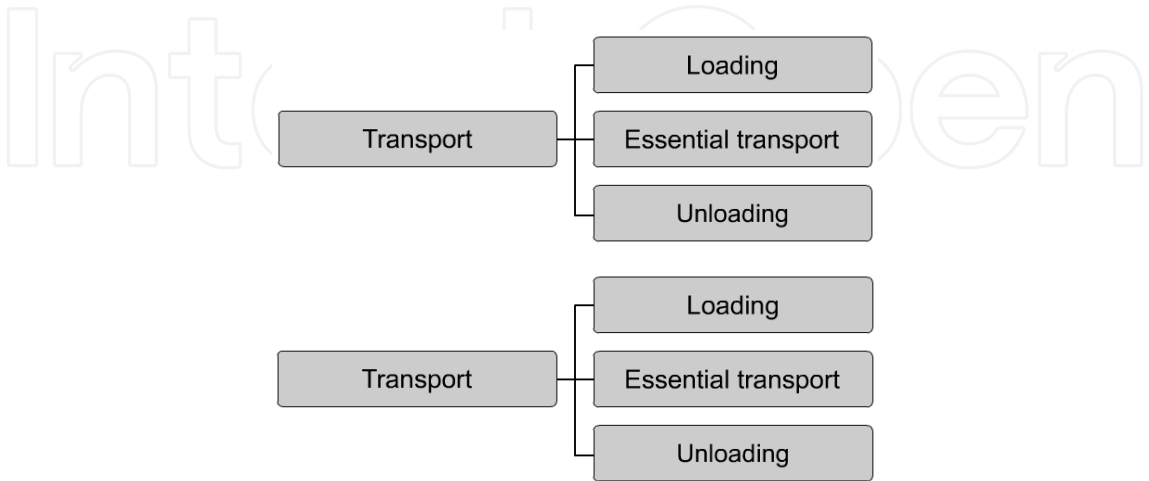 Loading
Transport
Essential transport
Unloading
Loading
Transport
Essential transport
Unloading